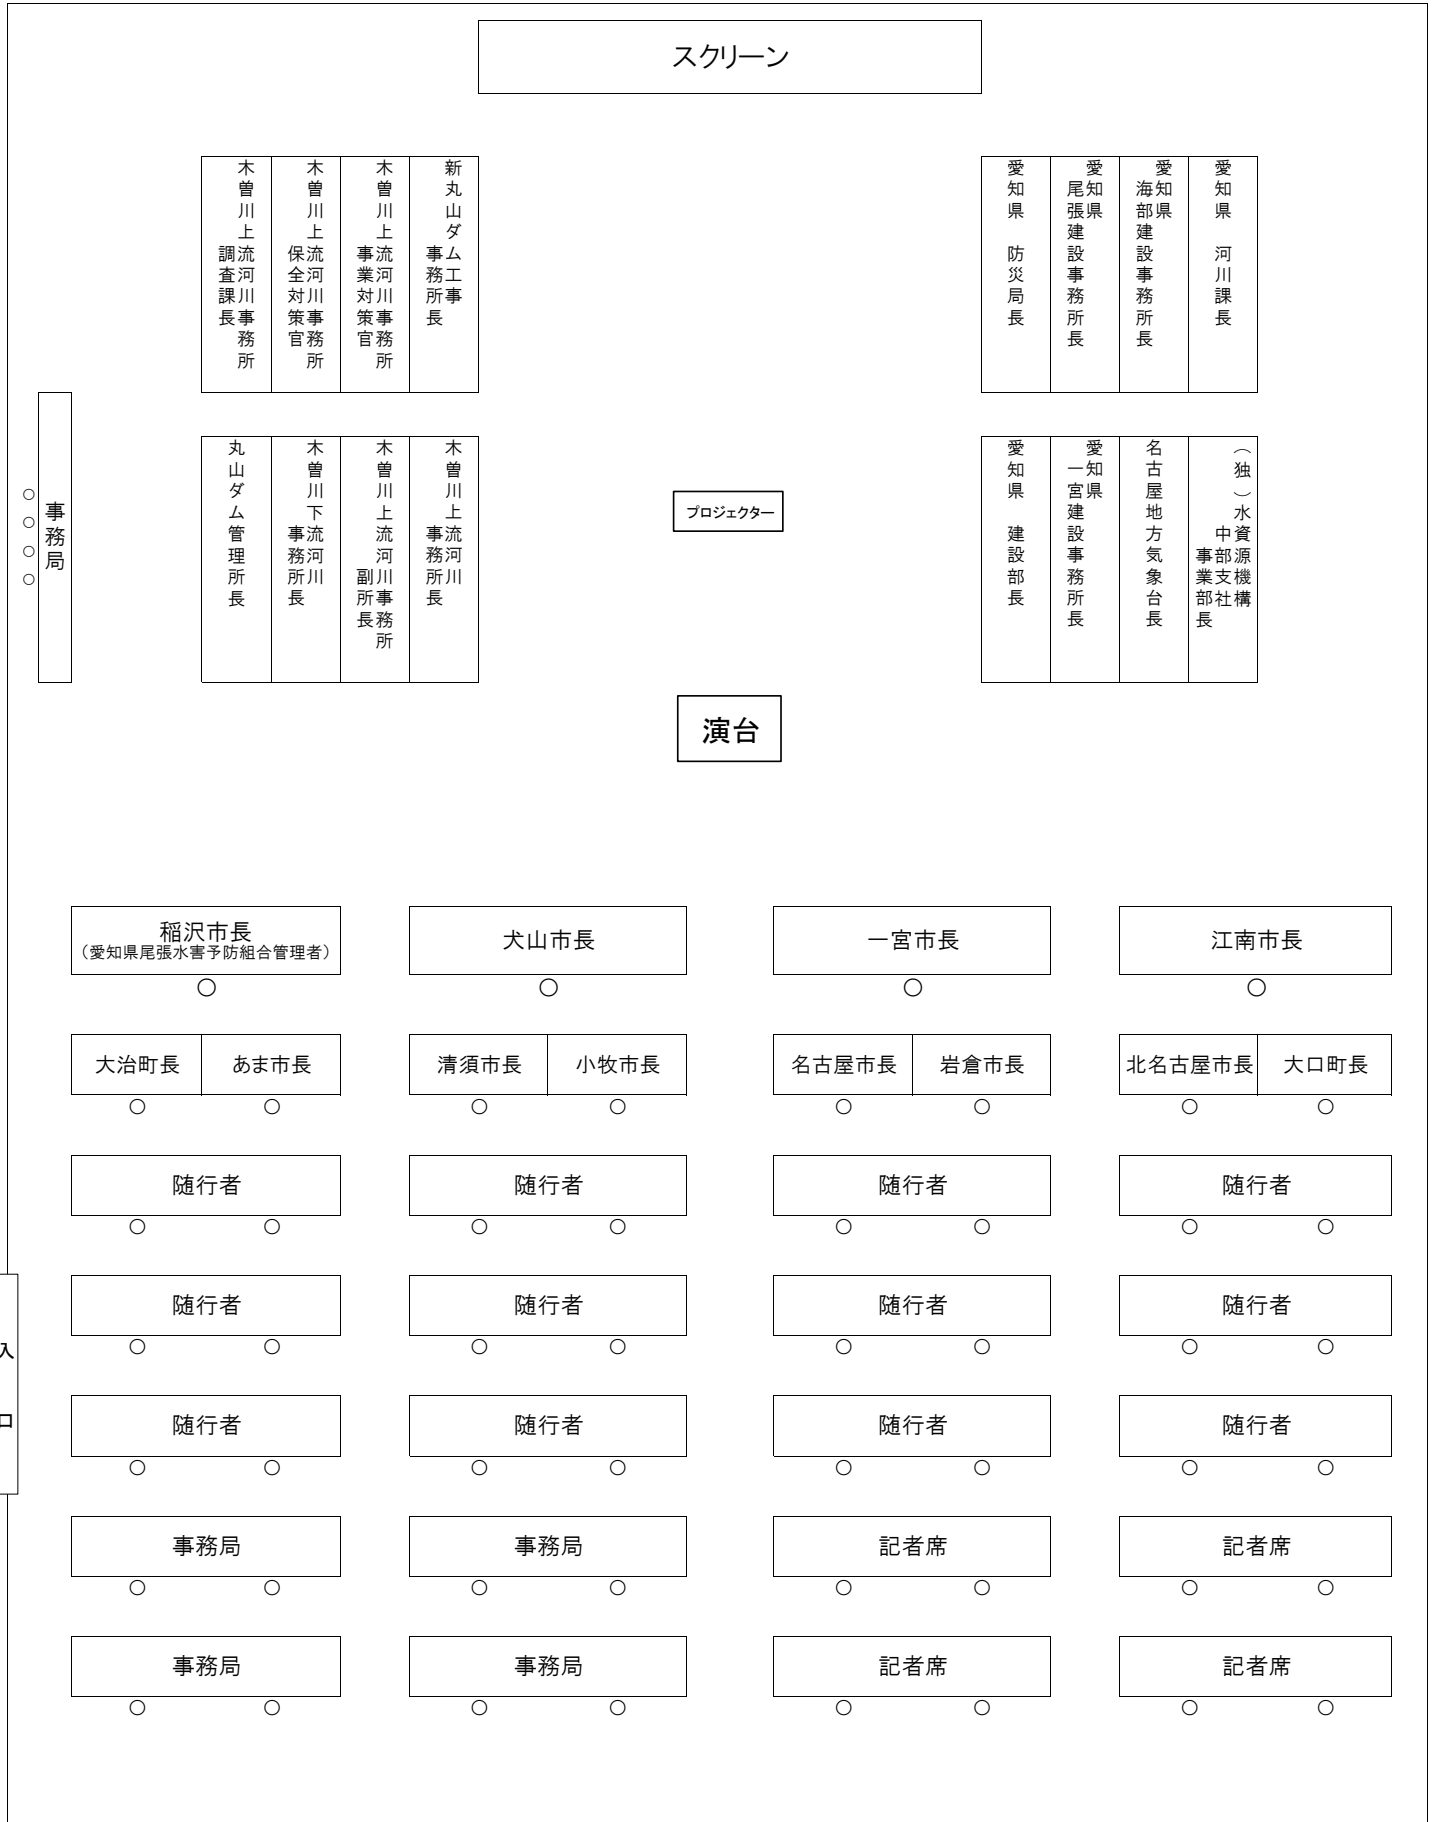 スクリーン
新丸山ダム工事
事務所長
木曽川上流河川事務所
事業対策官
木曽川上流河川事務所
保全対策官
木曽川上流河川事務所
調査課長
愛知県　河川課長
愛知県
海部建設事務所長
愛知県
尾張建設事務所長
愛知県　防災局長
事務局
○
○
○
○
木曽川上流河川
事務所長
木曽川上流河川事務所
副所長
木曽川下流河川
事務所長
丸山ダム管理所長
プロジェクター
（独）水資源機構
中部支社
事業部長
名古屋地方気象台長
愛知県
一宮建設事務所長
愛知県　建設部長
演台
稲沢市長
（愛知県尾張水害予防組合管理者）
犬山市長
一宮市長
江南市長
○ ○ ○ ○
大治町長 あま市長 清須市長 小牧市長 名古屋市長 岩倉市長 北名古屋市長 大口町長
○ ○ ○ ○ ○ ○ ○ ○
随行者 随行者 随行者 随行者
○ ○ ○ ○ ○ ○ ○ ○
随行者 随行者 随行者 随行者
○ ○ ○ ○ ○ ○ ○ ○
入口
随行者 随行者 随行者 随行者
○ ○ ○ ○ ○ ○ ○ ○
事務局 事務局 記者席 記者席
○ ○ ○ ○ ○ ○ ○ ○
事務局 事務局 記者席 記者席
○ ○ ○ ○ ○ ○ ○ ○